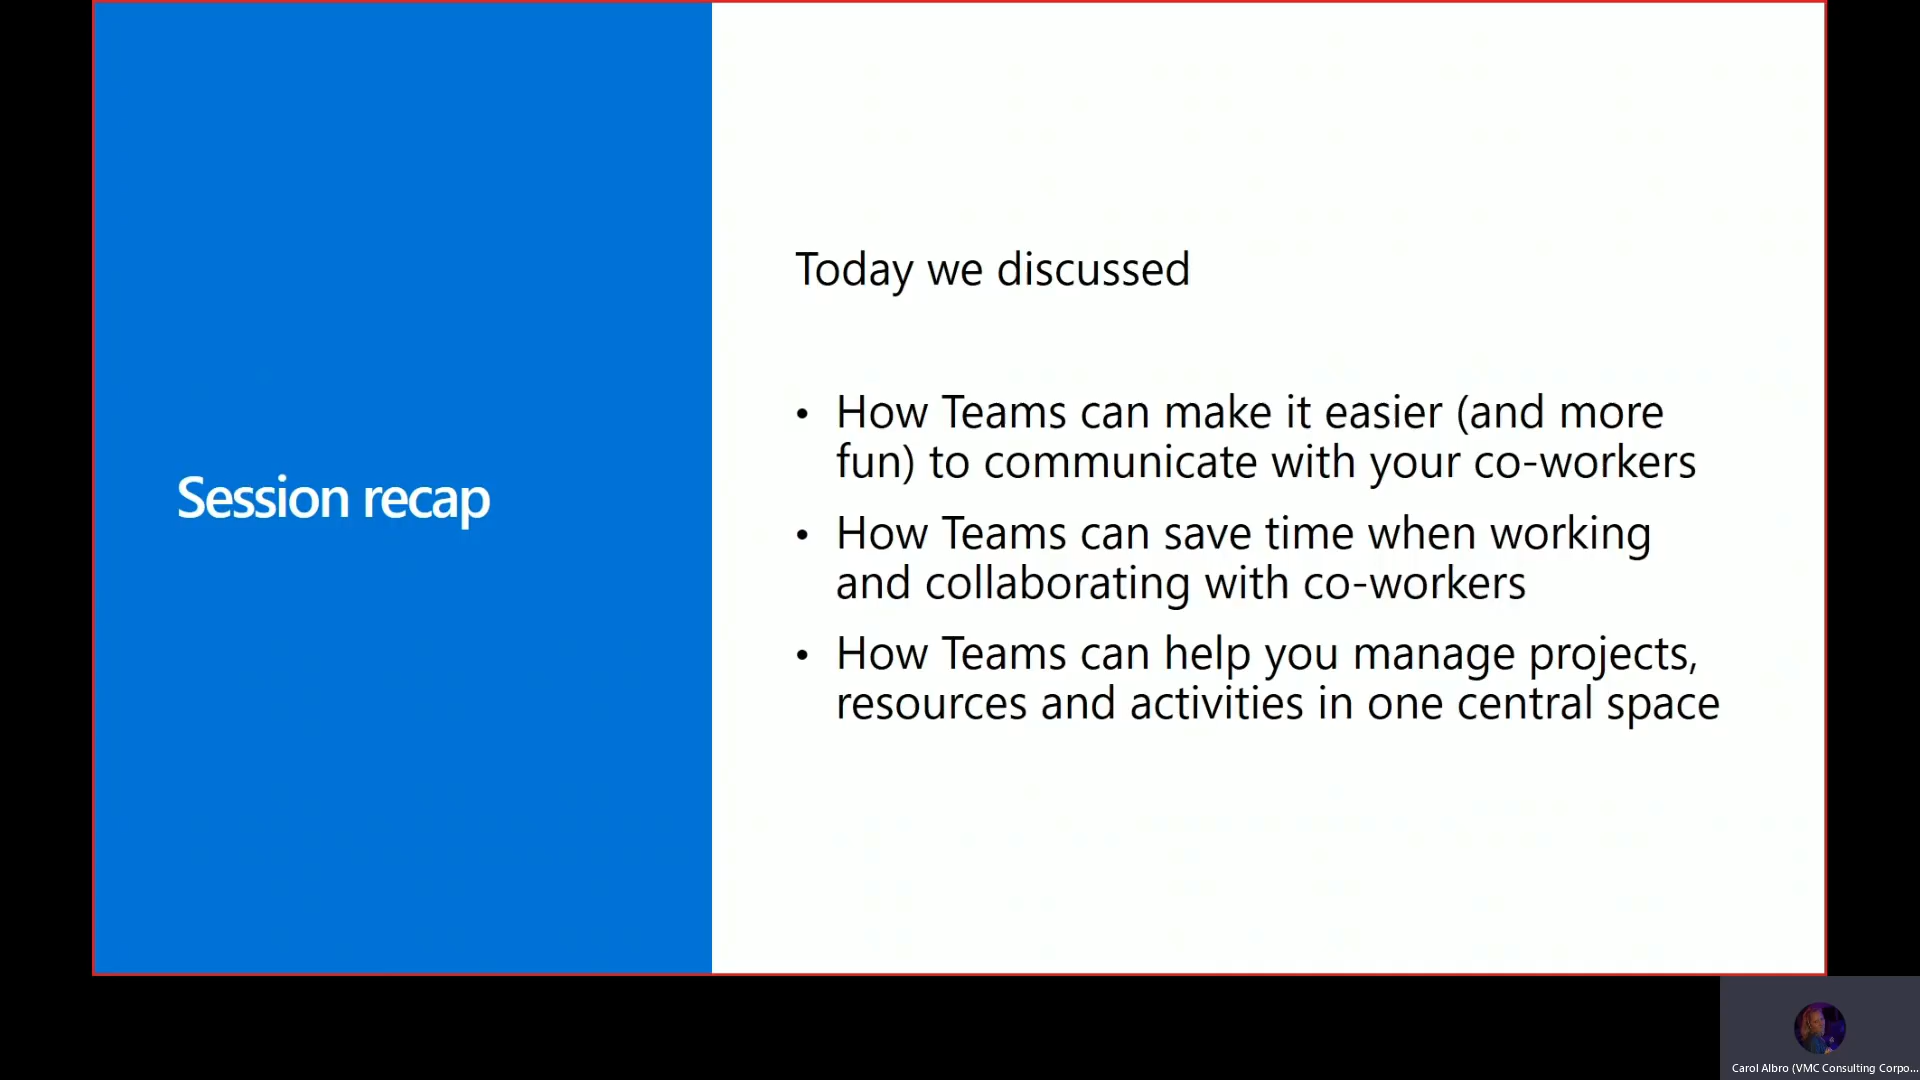 Session recap
Today we discussed
• How Teams can make it easier (and more
fun) to communicate with your co-workers
• How Teams can save time when working
and collaborating with co-workers
• How Teams can help you manage projects,
resources and activities in one central space
Carol Albro (VMC Consulting Corpo...